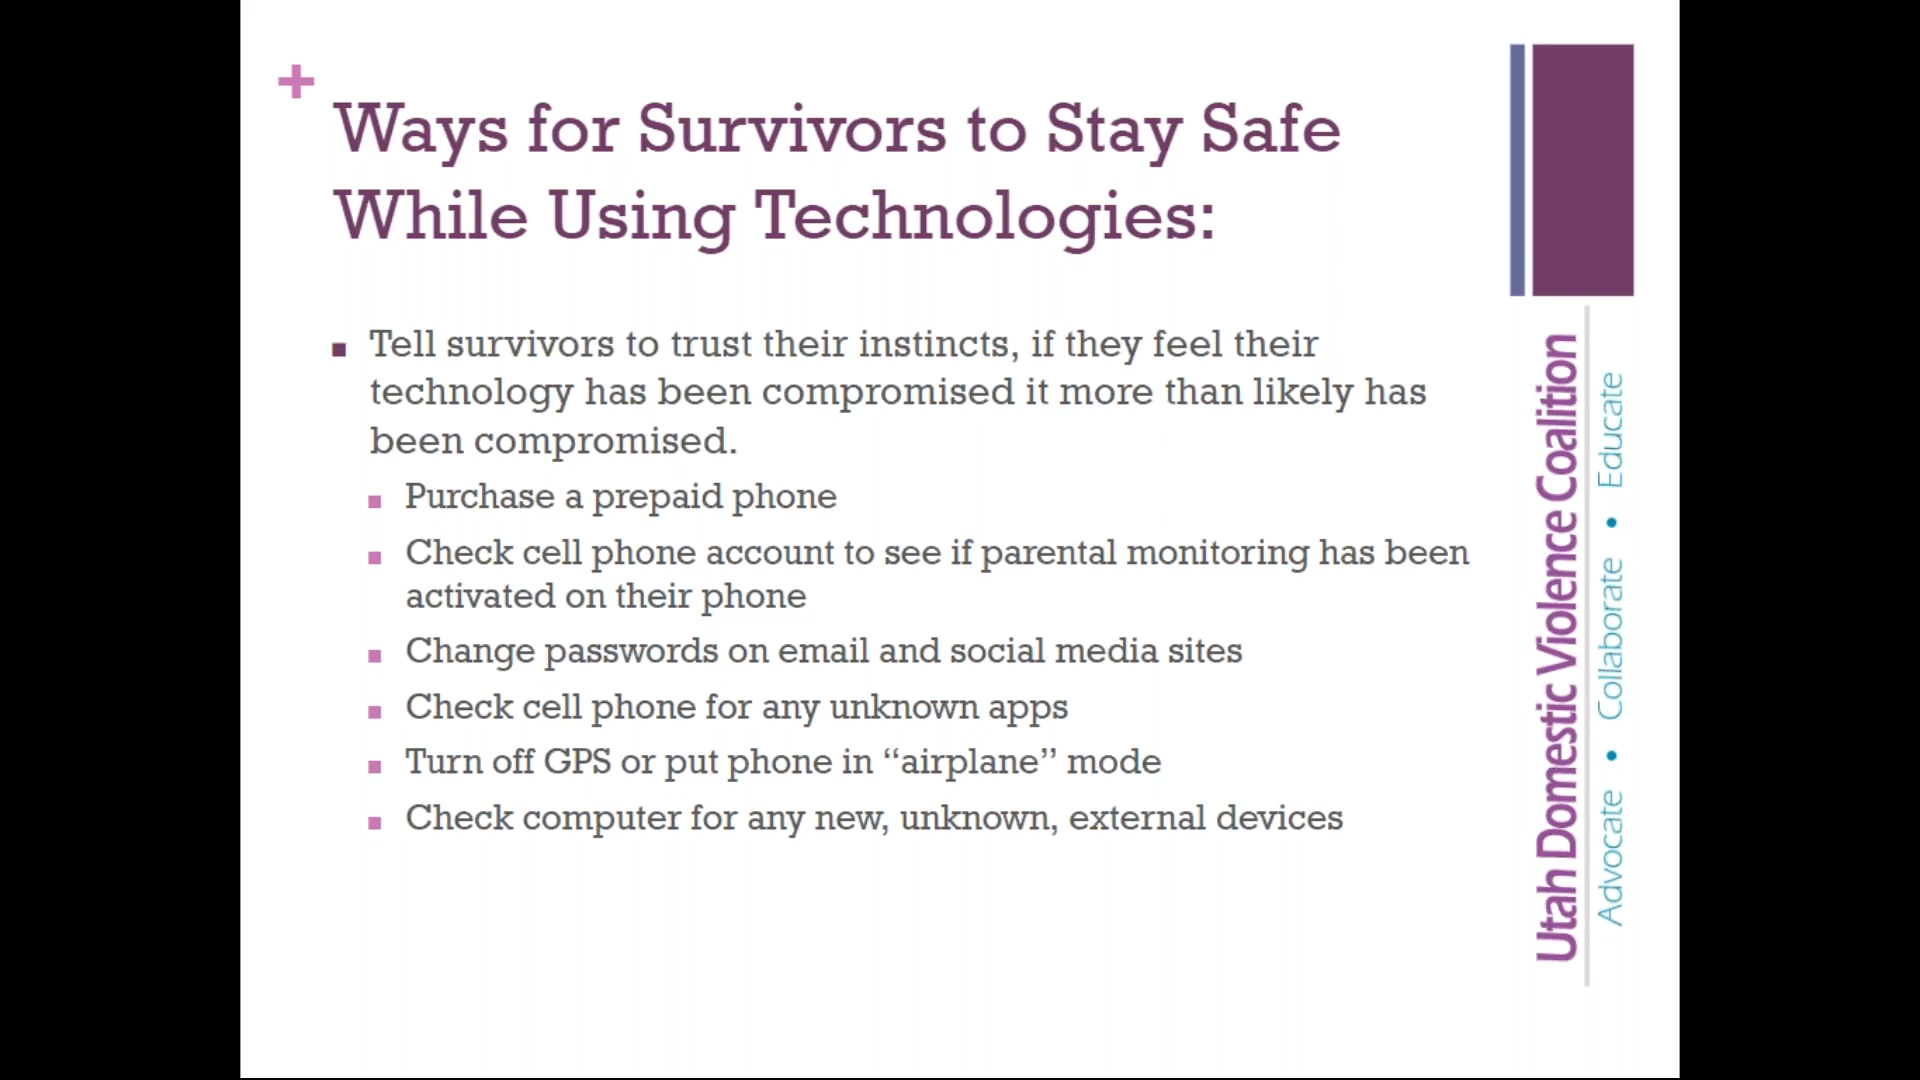 +
Ways for Survivors to Stay Safe
While Using Technologies:
Tell survivors to trust their instincts, if they feel their
technology has been compromised it more than likely has
been compromised.
Purchase a prepaid phone
Check cell phone account to see if parental monitoring has been
activated on their phone
Change passwords on email and social media sites
Check cell phone for any unknown apps
Turn off GPS or put phone in “airplane” mode
Check computer for any new, unknown, external devices
Utah Domestic Violence Coalition
Advocate • Collaborate • Educate